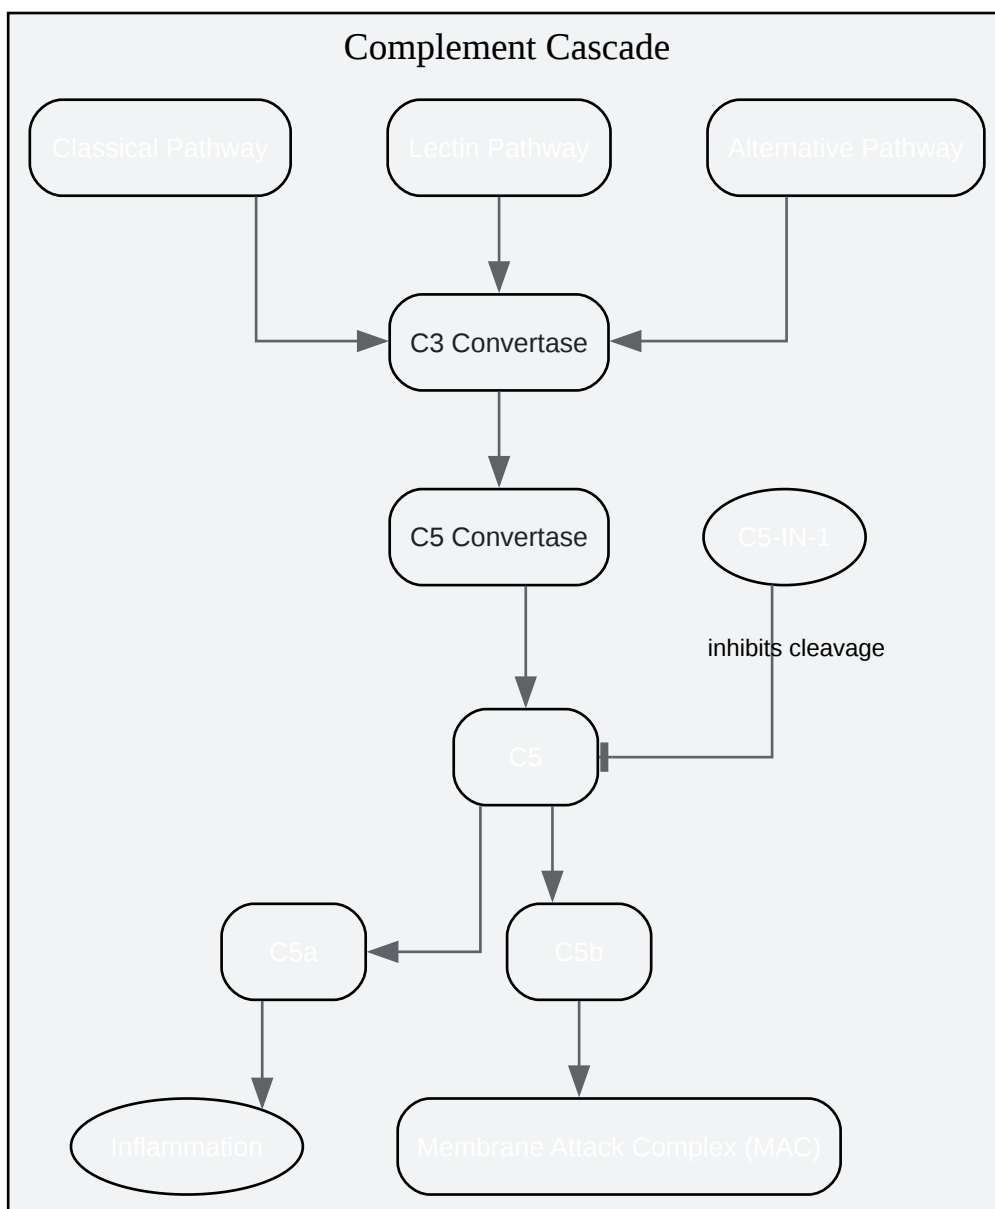 Complement Cascade
Classical Pathway
Lectin Pathway
Alternative Pathway
C3 Convertase
C5 Convertase
C5-IN-1
inhibits cleavage
C5
C5a
C5b
Inflammation
Membrane Attack Complex (MAC)